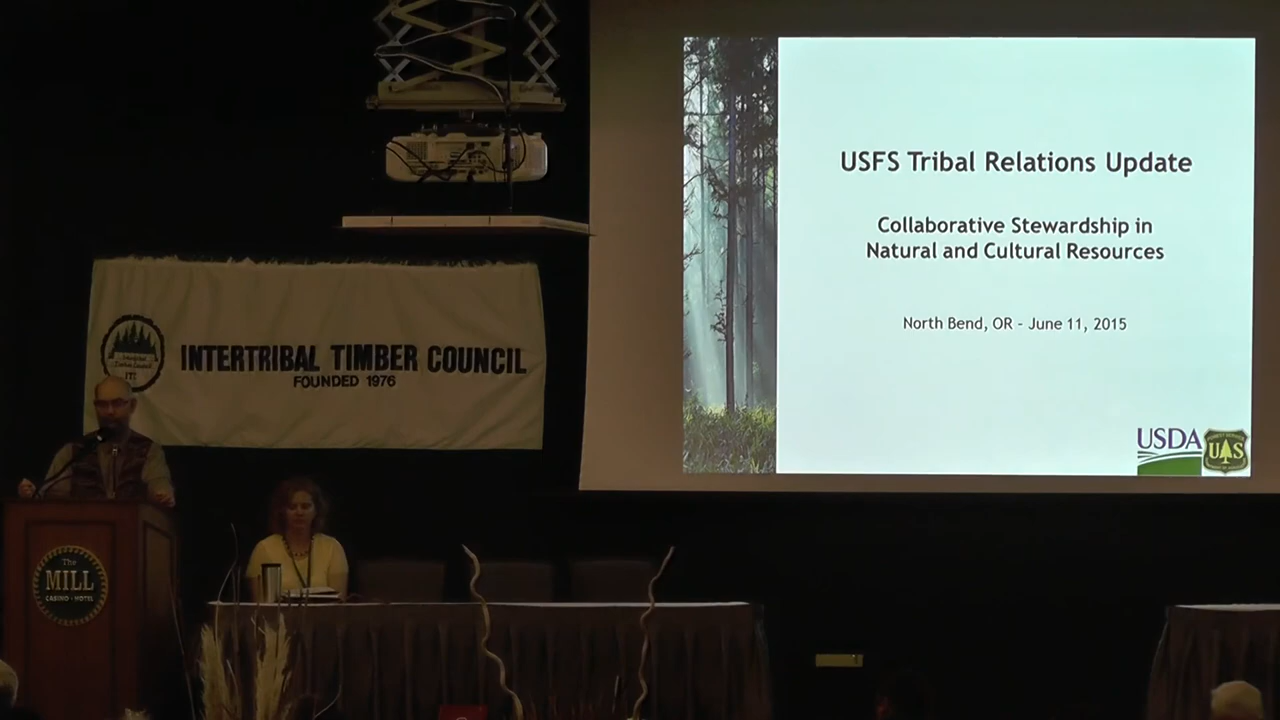 USFS Tribal Relations Update
Collaborative Stewardship in
Natural and Cultural Resources
North Bend, OR - June 11, 2015
USDA
UAS
INTERTRIBAL TIMBER COUNCIL
FOUNDED 1976
The
MILL
CASINO · HOTEL